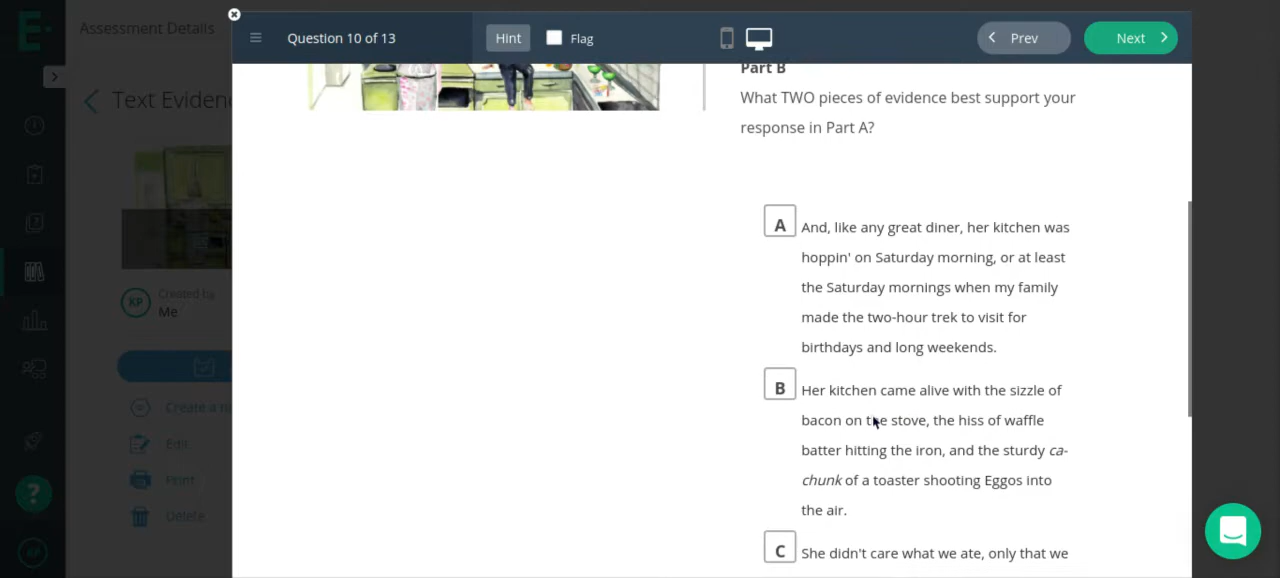 Assessment Details
Question 10 of 13
Hint
Flag
Prev
Next
Text Eviden
Part B
What TWO pieces of evidence best support your
response in Part A?
A
And, like any great diner, her kitchen was
hoppin' on Saturday morning, or at least
the Saturday mornings when my family
made the two-hour trek to visit for
birthdays and long weekends.
B
Her kitchen came alive with the sizzle of
bacon on the stove, the hiss of waffle
batter hitting the iron, and the sturdy ca-
chunk of a toaster shooting Eggos into
the air.
C
She didn't care what we ate, only that we
KP
Created by
Me
Create a n
Edit
Print
Delete
?
KP